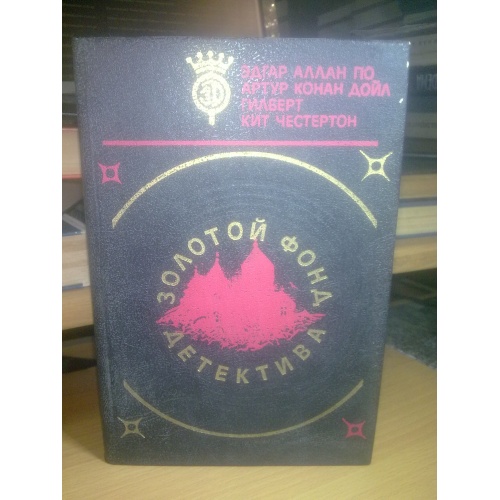 ЭДГАР АЛЛАН ПО
АРТУР КОНАН ДОЙЛ
ГИЛБЕРТ
КИТ ЧЕСТЕРТОН
ЗОЛОТОЙ ФОНД
ДЕТЕКТИВА